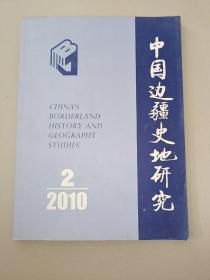 中国边疆史地研究
CHINA'S
BORDERLAND
HISTORY AND
GEOGRAPHY
STUDIES
2
2010